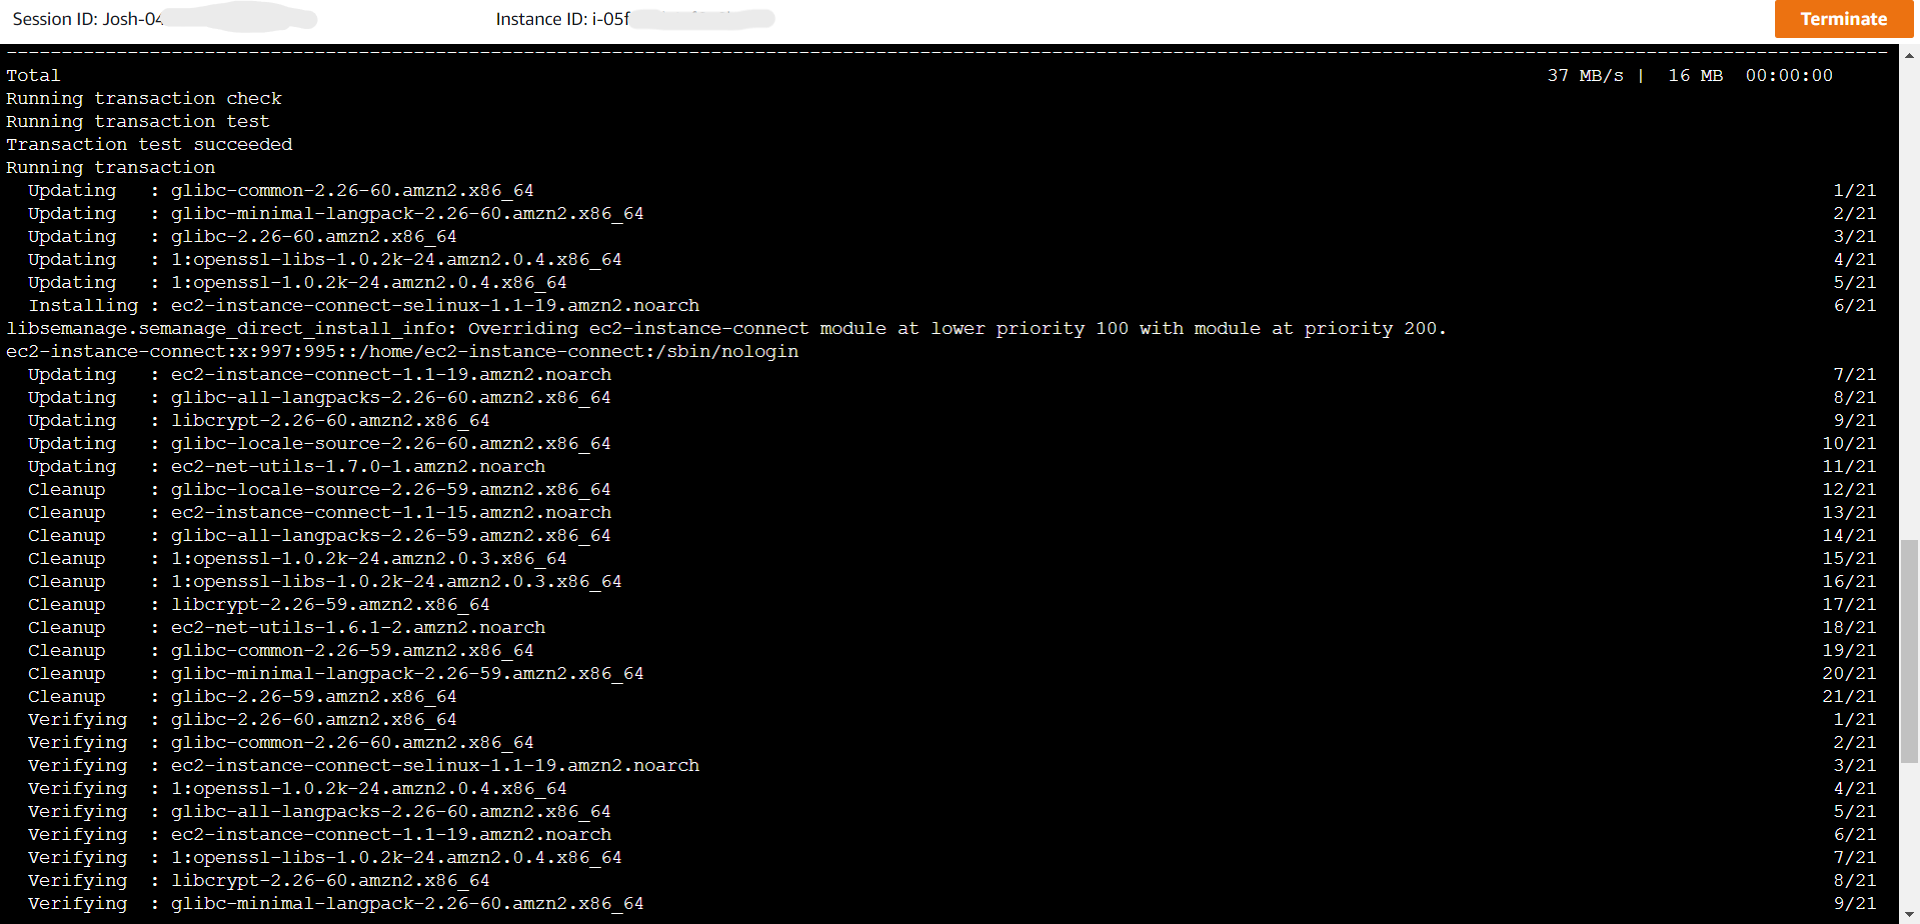 Session ID: Josh-04 Instance ID: i-05f Terminate
--------------------------------------------------------------------------------------------------------------------------------------------------------------------------
Total 37 MB/s | 16 MB 00:00:00
Running transaction check
Running transaction test
Transaction test succeeded
Running transaction
Updating : glibc-common-2.26-60.amzn2.x86_64 1/21
Updating : glibc-minimal-langpack-2.26-60.amzn2.x86_64 2/21
Updating : glibc-2.26-60.amzn2.x86_64 3/21
Updating : 1:openssl-libs-1.0.2k-24.amzn2.0.4.x86_64 4/21
Updating : 1:openssl-1.0.2k-24.amzn2.0.4.x86_64 5/21
Installing : ec2-instance-connect-selinux-1.1-19.amzn2.noarch 6/21
libsemanage.semanage_direct_install_info: Overriding ec2-instance-connect module at lower priority 100 with module at priority 200.
ec2-instance-connect:x:997:995::/home/ec2-instance-connect:/sbin/nologin
Updating : ec2-instance-connect-1.1-19.amzn2.noarch 7/21
Updating : glibc-all-langpacks-2.26-60.amzn2.x86_64 8/21
Updating : libcrypt-2.26-60.amzn2.x86_64 9/21
Updating : glibc-locale-source-2.26-60.amzn2.x86_64 10/21
Updating : ec2-net-utils-1.7.0-1.amzn2.noarch 11/21
Cleanup : glibc-locale-source-2.26-59.amzn2.x86_64 12/21
Cleanup : ec2-instance-connect-1.1-15.amzn2.noarch 13/21
Cleanup : glibc-all-langpacks-2.26-59.amzn2.x86_64 14/21
Cleanup : 1:openssl-1.0.2k-24.amzn2.0.3.x86_64 15/21
Cleanup : 1:openssl-libs-1.0.2k-24.amzn2.0.3.x86_64 16/21
Cleanup : libcrypt-2.26-59.amzn2.x86_64 17/21
Cleanup : ec2-net-utils-1.6.1-2.amzn2.noarch 18/21
Cleanup : glibc-common-2.26-59.amzn2.x86_64 19/21
Cleanup : glibc-minimal-langpack-2.26-59.amzn2.x86_64 20/21
Cleanup : glibc-2.26-59.amzn2.x86_64 21/21
Verifying : glibc-2.26-60.amzn2.x86_64 1/21
Verifying : glibc-common-2.26-60.amzn2.x86_64 2/21
Verifying : ec2-instance-connect-selinux-1.1-19.amzn2.noarch 3/21
Verifying : 1:openssl-1.0.2k-24.amzn2.0.4.x86_64 4/21
Verifying : glibc-all-langpacks-2.26-60.amzn2.x86_64 5/21
Verifying : ec2-instance-connect-1.1-19.amzn2.noarch 6/21
Verifying : 1:openssl-libs-1.0.2k-24.amzn2.0.4.x86_64 7/21
Verifying : libcrypt-2.26-60.amzn2.x86_64 8/21
Verifying : glibc-minimal-langpack-2.26-60.amzn2.x86_64 9/21